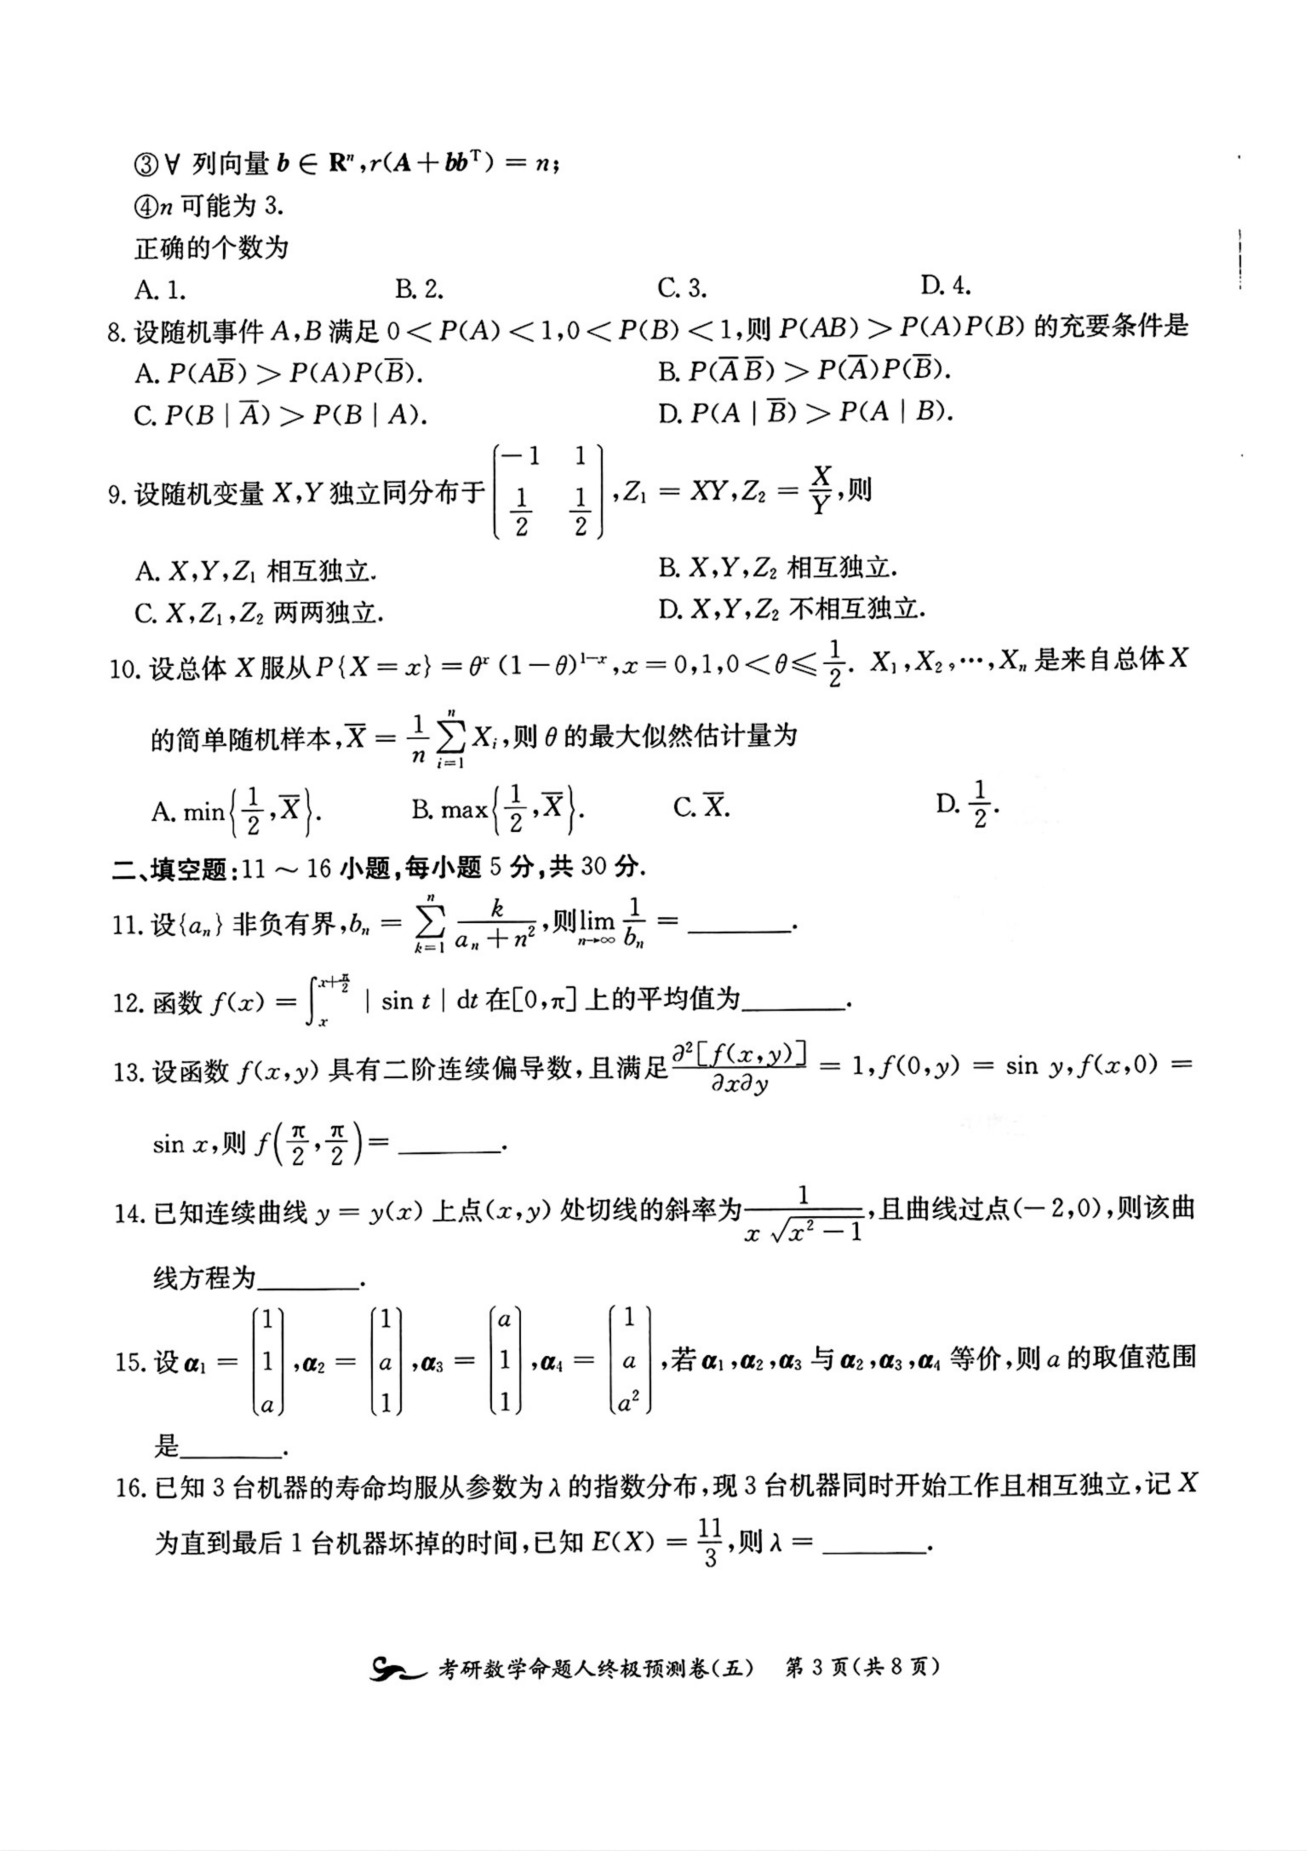 ③∀ 列向量 b ∈ Rⁿ,r(A+bbᵀ) = n;
④n 可能为 3.
正确的个数为
A. 1. B. 2. C. 3. D. 4.
8. 设随机事件 A,B 满足 0 < P(A) < 1,0 < P(B) < 1,则 P(AB) > P(A)P(B) 的充要条件是
A. P(AB̅) > P(A)P(B̅). B. P(A̅ B̅) > P(A̅)P(B̅).
C. P(B | A̅) > P(B | A). D. P(A | B̅) > P(A | B).
9. 设随机变量 X,Y 独立同分布于 (−1 1; 1/2 1/2),Z₁ = XY,Z₂ = X/Y,则
A. X,Y,Z₁ 相互独立. B. X,Y,Z₂ 相互独立.
C. X,Z₁,Z₂ 两两独立. D. X,Y,Z₂ 不相互独立.
10. 设总体 X 服从 P{X = x} = θˣ (1−θ)¹⁻ˣ,x = 0,1,0 < θ ⩽ 1/2. X₁,X₂,⋯,Xₙ 是来自总体 X
的简单随机样本,X̅ = 1/n ∑_{i=1}^{n} Xᵢ,则 θ 的最大似然估计量为
A. min{1/2,X̅}. B. max{1/2,X̅}. C. X̅. D. 1/2.
二、填空题:11 ~ 16 小题,每小题 5 分,共 30 分.
11. 设{aₙ} 非负有界,bₙ = ∑_{k=1}^{n} k/(aₙ + n²),则 lim_{n→∞} 1/bₙ = ______.
12. 函数 f(x) = ∫_{x}^{x+π/2} | sin t | dt 在[0,π] 上的平均值为______.
13. 设函数 f(x,y) 具有二阶连续偏导数,且满足 ∂²[f(x,y)]/∂x∂y = 1,f(0,y) = sin y,f(x,0) =
sin x,则 f(π/2,π/2) = ______.
14. 已知连续曲线 y = y(x) 上点(x,y) 处切线的斜率为 1/(x √(x² − 1)),且曲线过点(−2,0),则该曲
线方程为______.
15. 设 α₁ = (1; 1; a),α₂ = (1; a; 1),α₃ = (a; 1; 1),α₄ = (1; a; a²),若 α₁,α₂,α₃ 与 α₂,α₃,α₄ 等价,则 a 的取值范围
是______.
16. 已知 3 台机器的寿命均服从参数为 λ 的指数分布,现 3 台机器同时开始工作且相互独立,记 X
为直到最后 1 台机器坏掉的时间,已知 E(X) = 11/3,则 λ = ______.
考研数学命题人终极预测卷(五) 第 3 页(共 8 页)